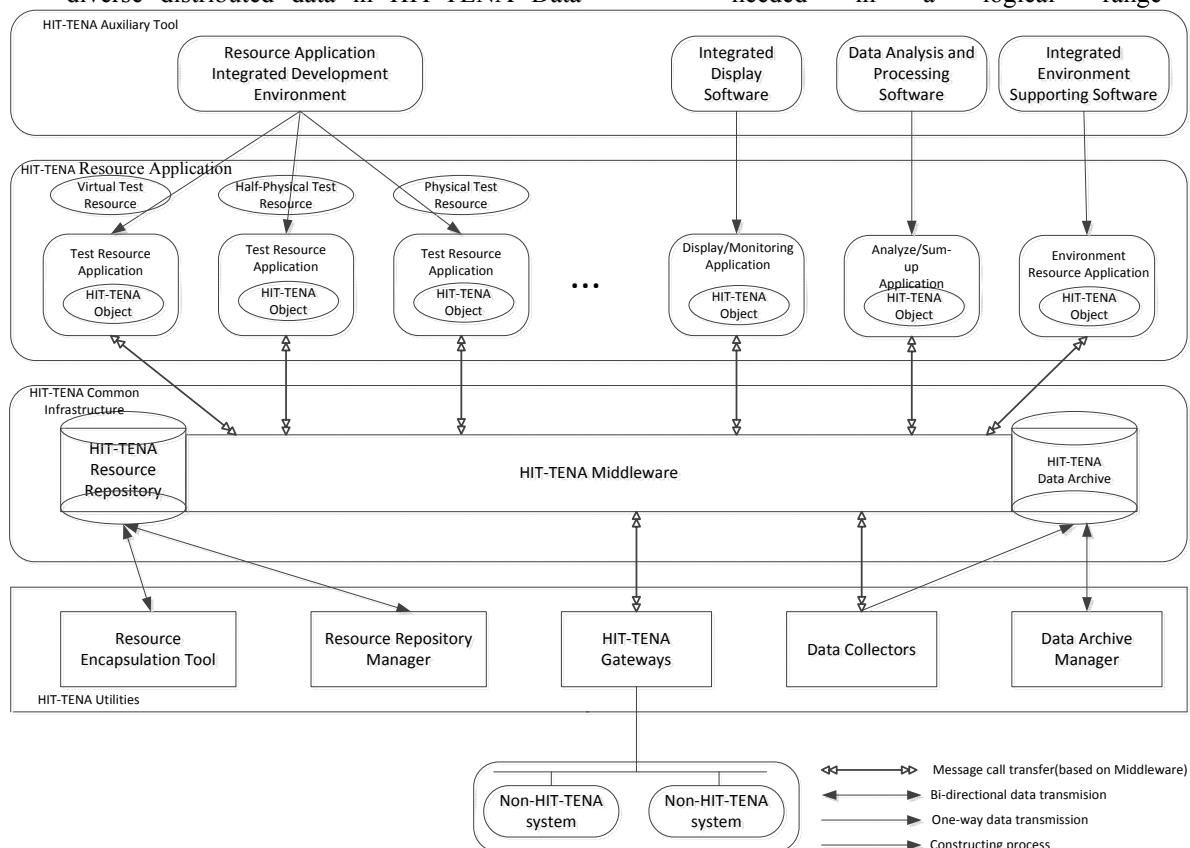 diverse distributed data in HIT-TENA Data
needed in a logical range
HIT-TENA Auxiliary Tool
Resource Application
Integrated Development
Environment
Integrated
Display
Software
Data Analysis and
Processing
Software
Integrated
Environment
Supporting Software
HIT-TENA Resource Application
Virtual Test
Resource
Half-Physical Test
Resource
Physical Test
Resource
Test Resource
Application
HIT-TENA
Object
Test Resource
Application
HIT-TENA
Object
Test Resource
Application
HIT-TENA
Object
...
Display/Monitoring
Application
HIT-TENA
Object
Analyze/Sum-
up
Application
HIT-TENA
Object
Environment
Resource Application
HIT-TENA
Object
HIT-TENA Common
Infrastructure
HIT-TENA
Resource
Repository
HIT-TENA Middleware
HIT-TENA
Data Archive
Resource
Encapsulation Tool
Resource Repository
Manager
HIT-TENA
Gateways
Data Collectors
Data Archive
Manager
HIT-TENA Utilities
Non-HIT-TENA
system
Non-HIT-TENA
system
Message call transfer(based on Middleware)
Bi-directional data transmision
One-way data transmission
Constructing process